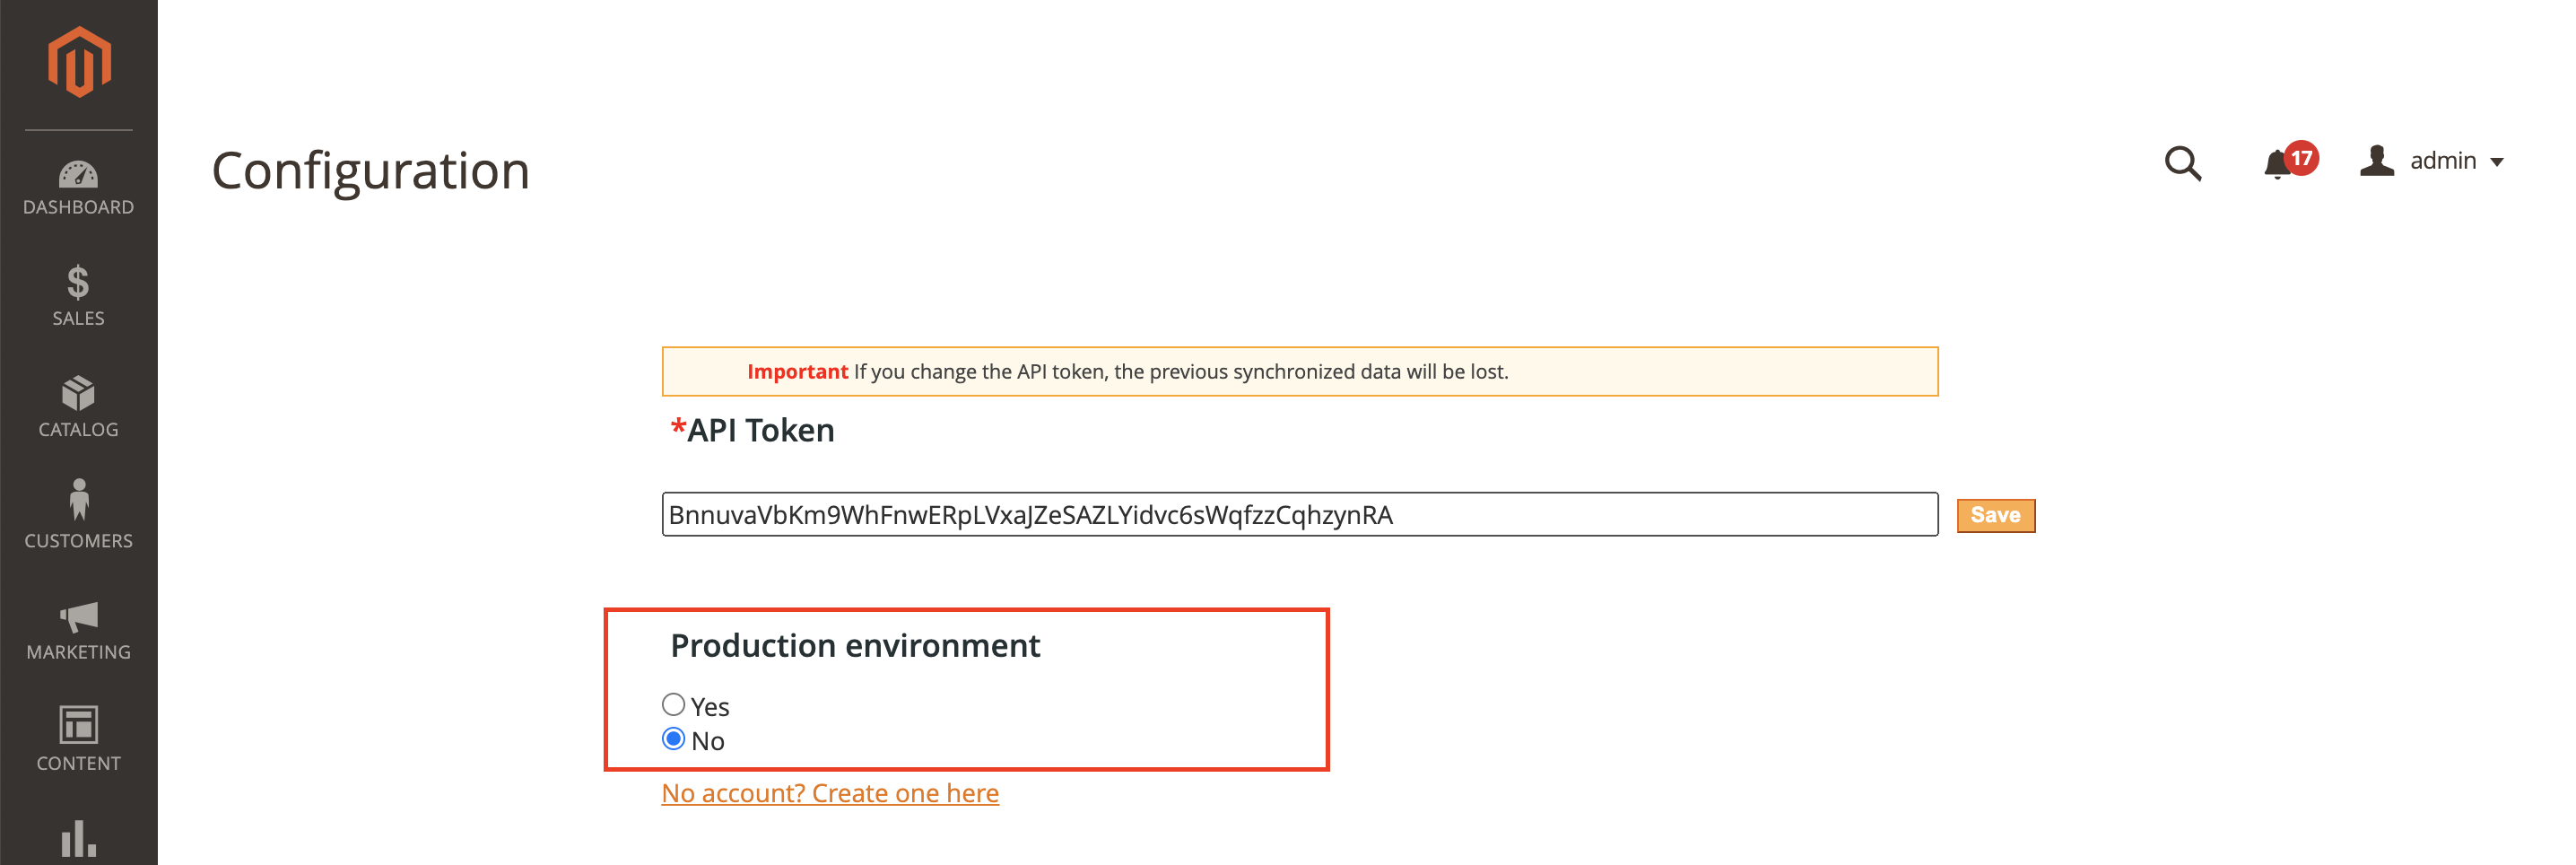 Configuration
17
admin
DASHBOARD
SALES
CATALOG
CUSTOMERS
MARKETING
CONTENT
Important If you change the API token, the previous synchronized data will be lost.
*API Token
BnnuvaVbKm9WhFnwERpLVxaJZeSAZLYidvc6sWqfzzCqhzynRA
Save
Production environment
Yes
No
No account? Create one here